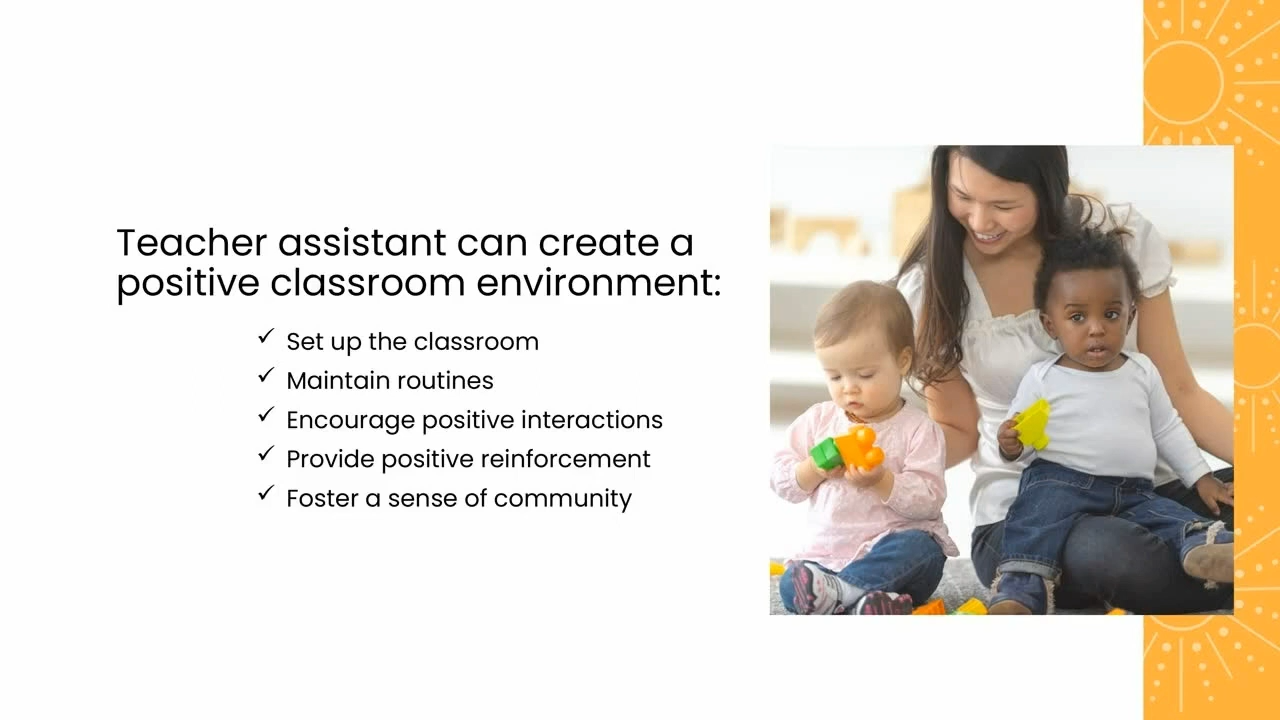 Teacher assistant can create a
positive classroom environment:
✓ Set up the classroom
✓ Maintain routines
✓ Encourage positive interactions
✓ Provide positive reinforcement
✓ Foster a sense of community